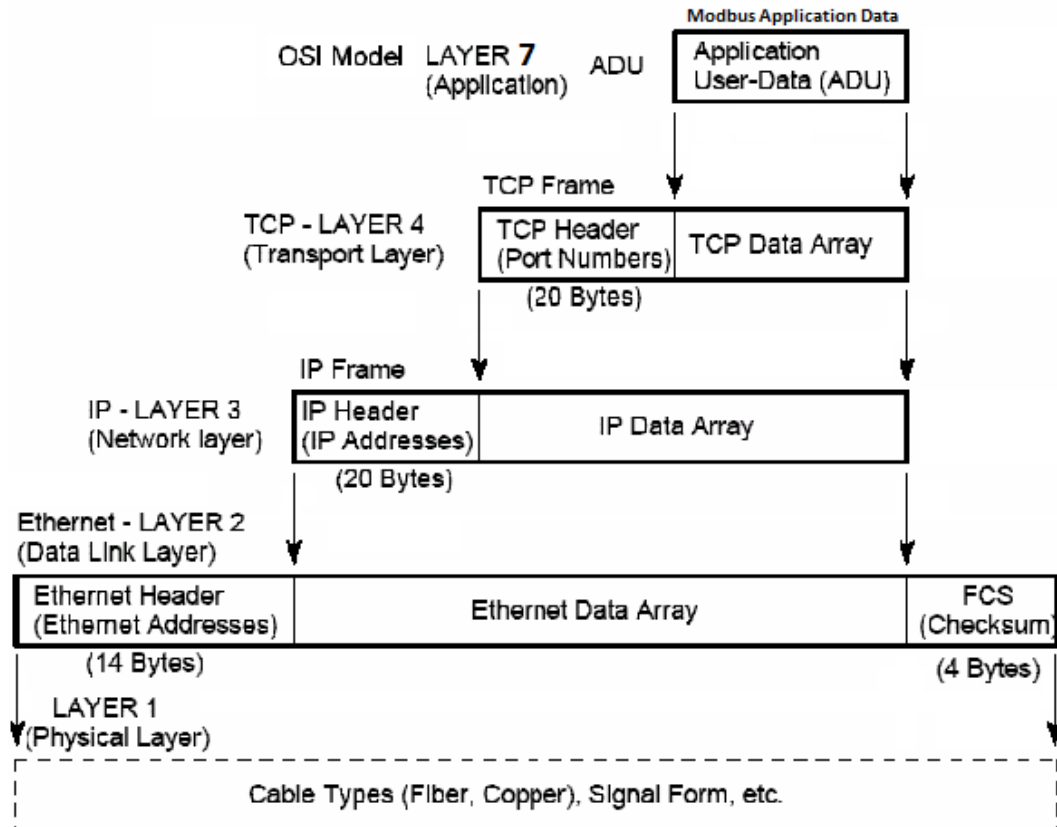 Modbus Application Data
OSI Model LAYER 7 ADU
(Application)
Application
User-Data (ADU)
TCP Frame
TCP - LAYER 4
(Transport Layer)
TCP Header
(Port Numbers)
TCP Data Array
(20 Bytes)
IP Frame
IP - LAYER 3
(Network layer)
IP Header
(IP Addresses)
IP Data Array
(20 Bytes)
Ethernet - LAYER 2
(Data Link Layer)
Ethernet Header
(Ethernet Addresses)
Ethernet Data Array
FCS
(Checksum)
(14 Bytes)
(4 Bytes)
LAYER 1
(Physical Layer)
Cable Types (Fiber, Copper), Signal Form, etc.